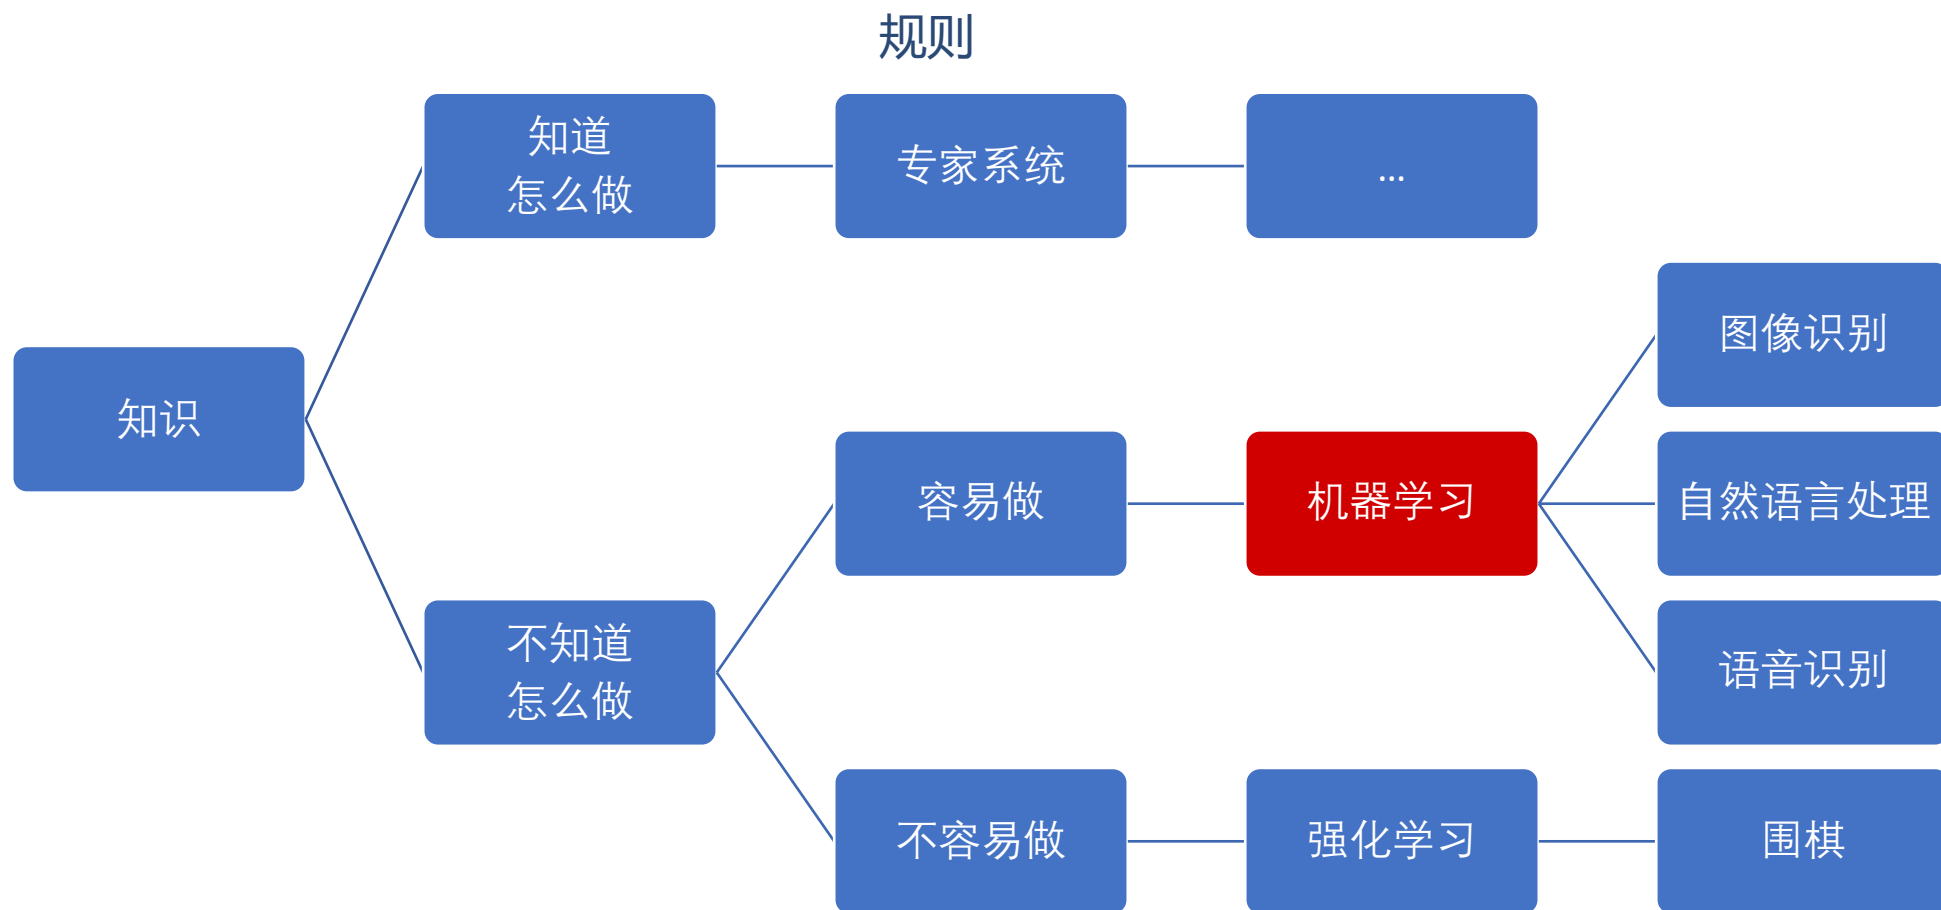 规则
知道
怎么做
专家系统
...
图像识别
知识
容易做
机器学习
自然语言处理
不知道
怎么做
语音识别
不容易做
强化学习
围棋